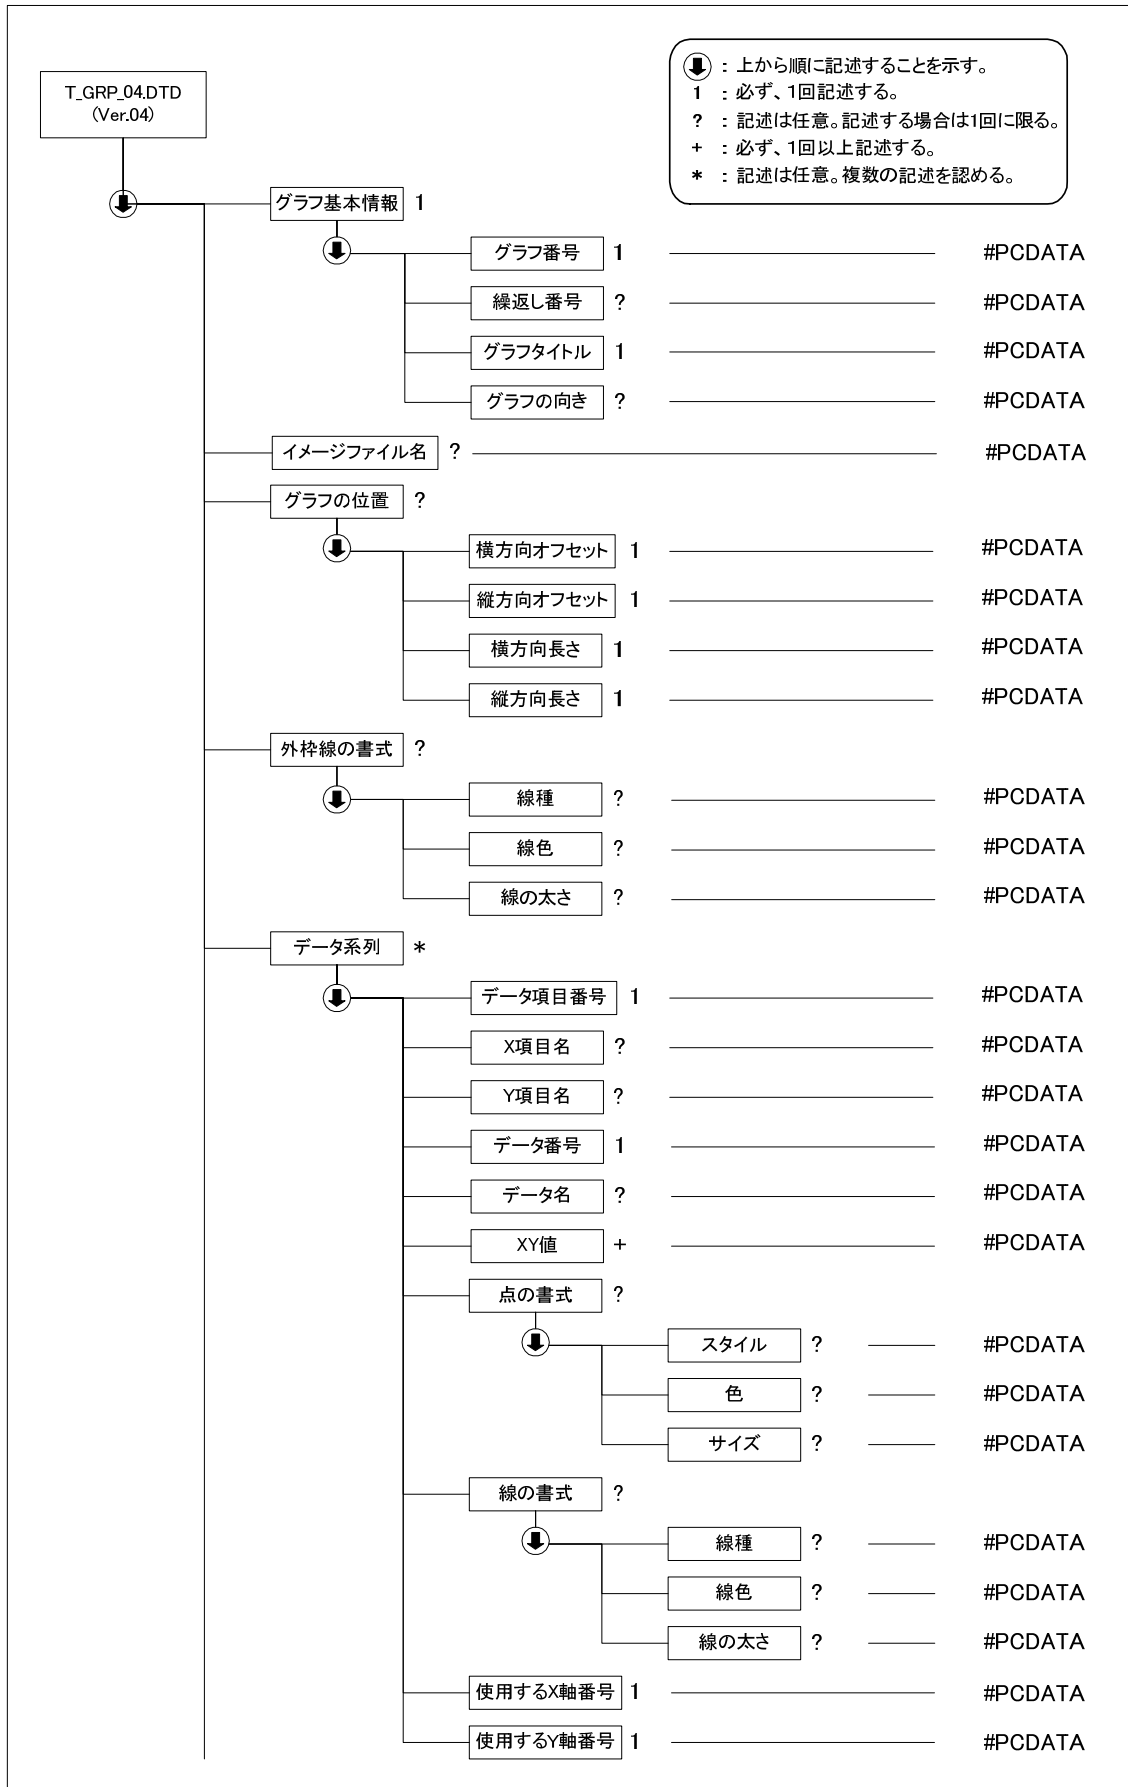 T_GRP_04.DTD
(Ver.04)
：上から順に記述することを示す。
1 ：必ず、1回記述する。
? ：記述は任意。記述する場合は1回に限る。
+ ：必ず、1回以上記述する。
* ：記述は任意。複数の記述を認める。
グラフ基本情報 1
グラフ番号 1 #PCDATA
繰返し番号 ? #PCDATA
グラフタイトル 1 #PCDATA
グラフの向き ? #PCDATA
イメージファイル名 ? #PCDATA
グラフの位置 ?
横方向オフセット 1 #PCDATA
縦方向オフセット 1 #PCDATA
横方向長さ 1 #PCDATA
縦方向長さ 1 #PCDATA
外枠線の書式 ?
線種 ? #PCDATA
線色 ? #PCDATA
線の太さ ? #PCDATA
データ系列 *
データ項目番号 1 #PCDATA
X項目名 ? #PCDATA
Y項目名 ? #PCDATA
データ番号 1 #PCDATA
データ名 ? #PCDATA
XY値 + #PCDATA
点の書式 ?
スタイル ? #PCDATA
色 ? #PCDATA
サイズ ? #PCDATA
線の書式 ?
線種 ? #PCDATA
線色 ? #PCDATA
線の太さ ? #PCDATA
使用するX軸番号 1 #PCDATA
使用するY軸番号 1 #PCDATA